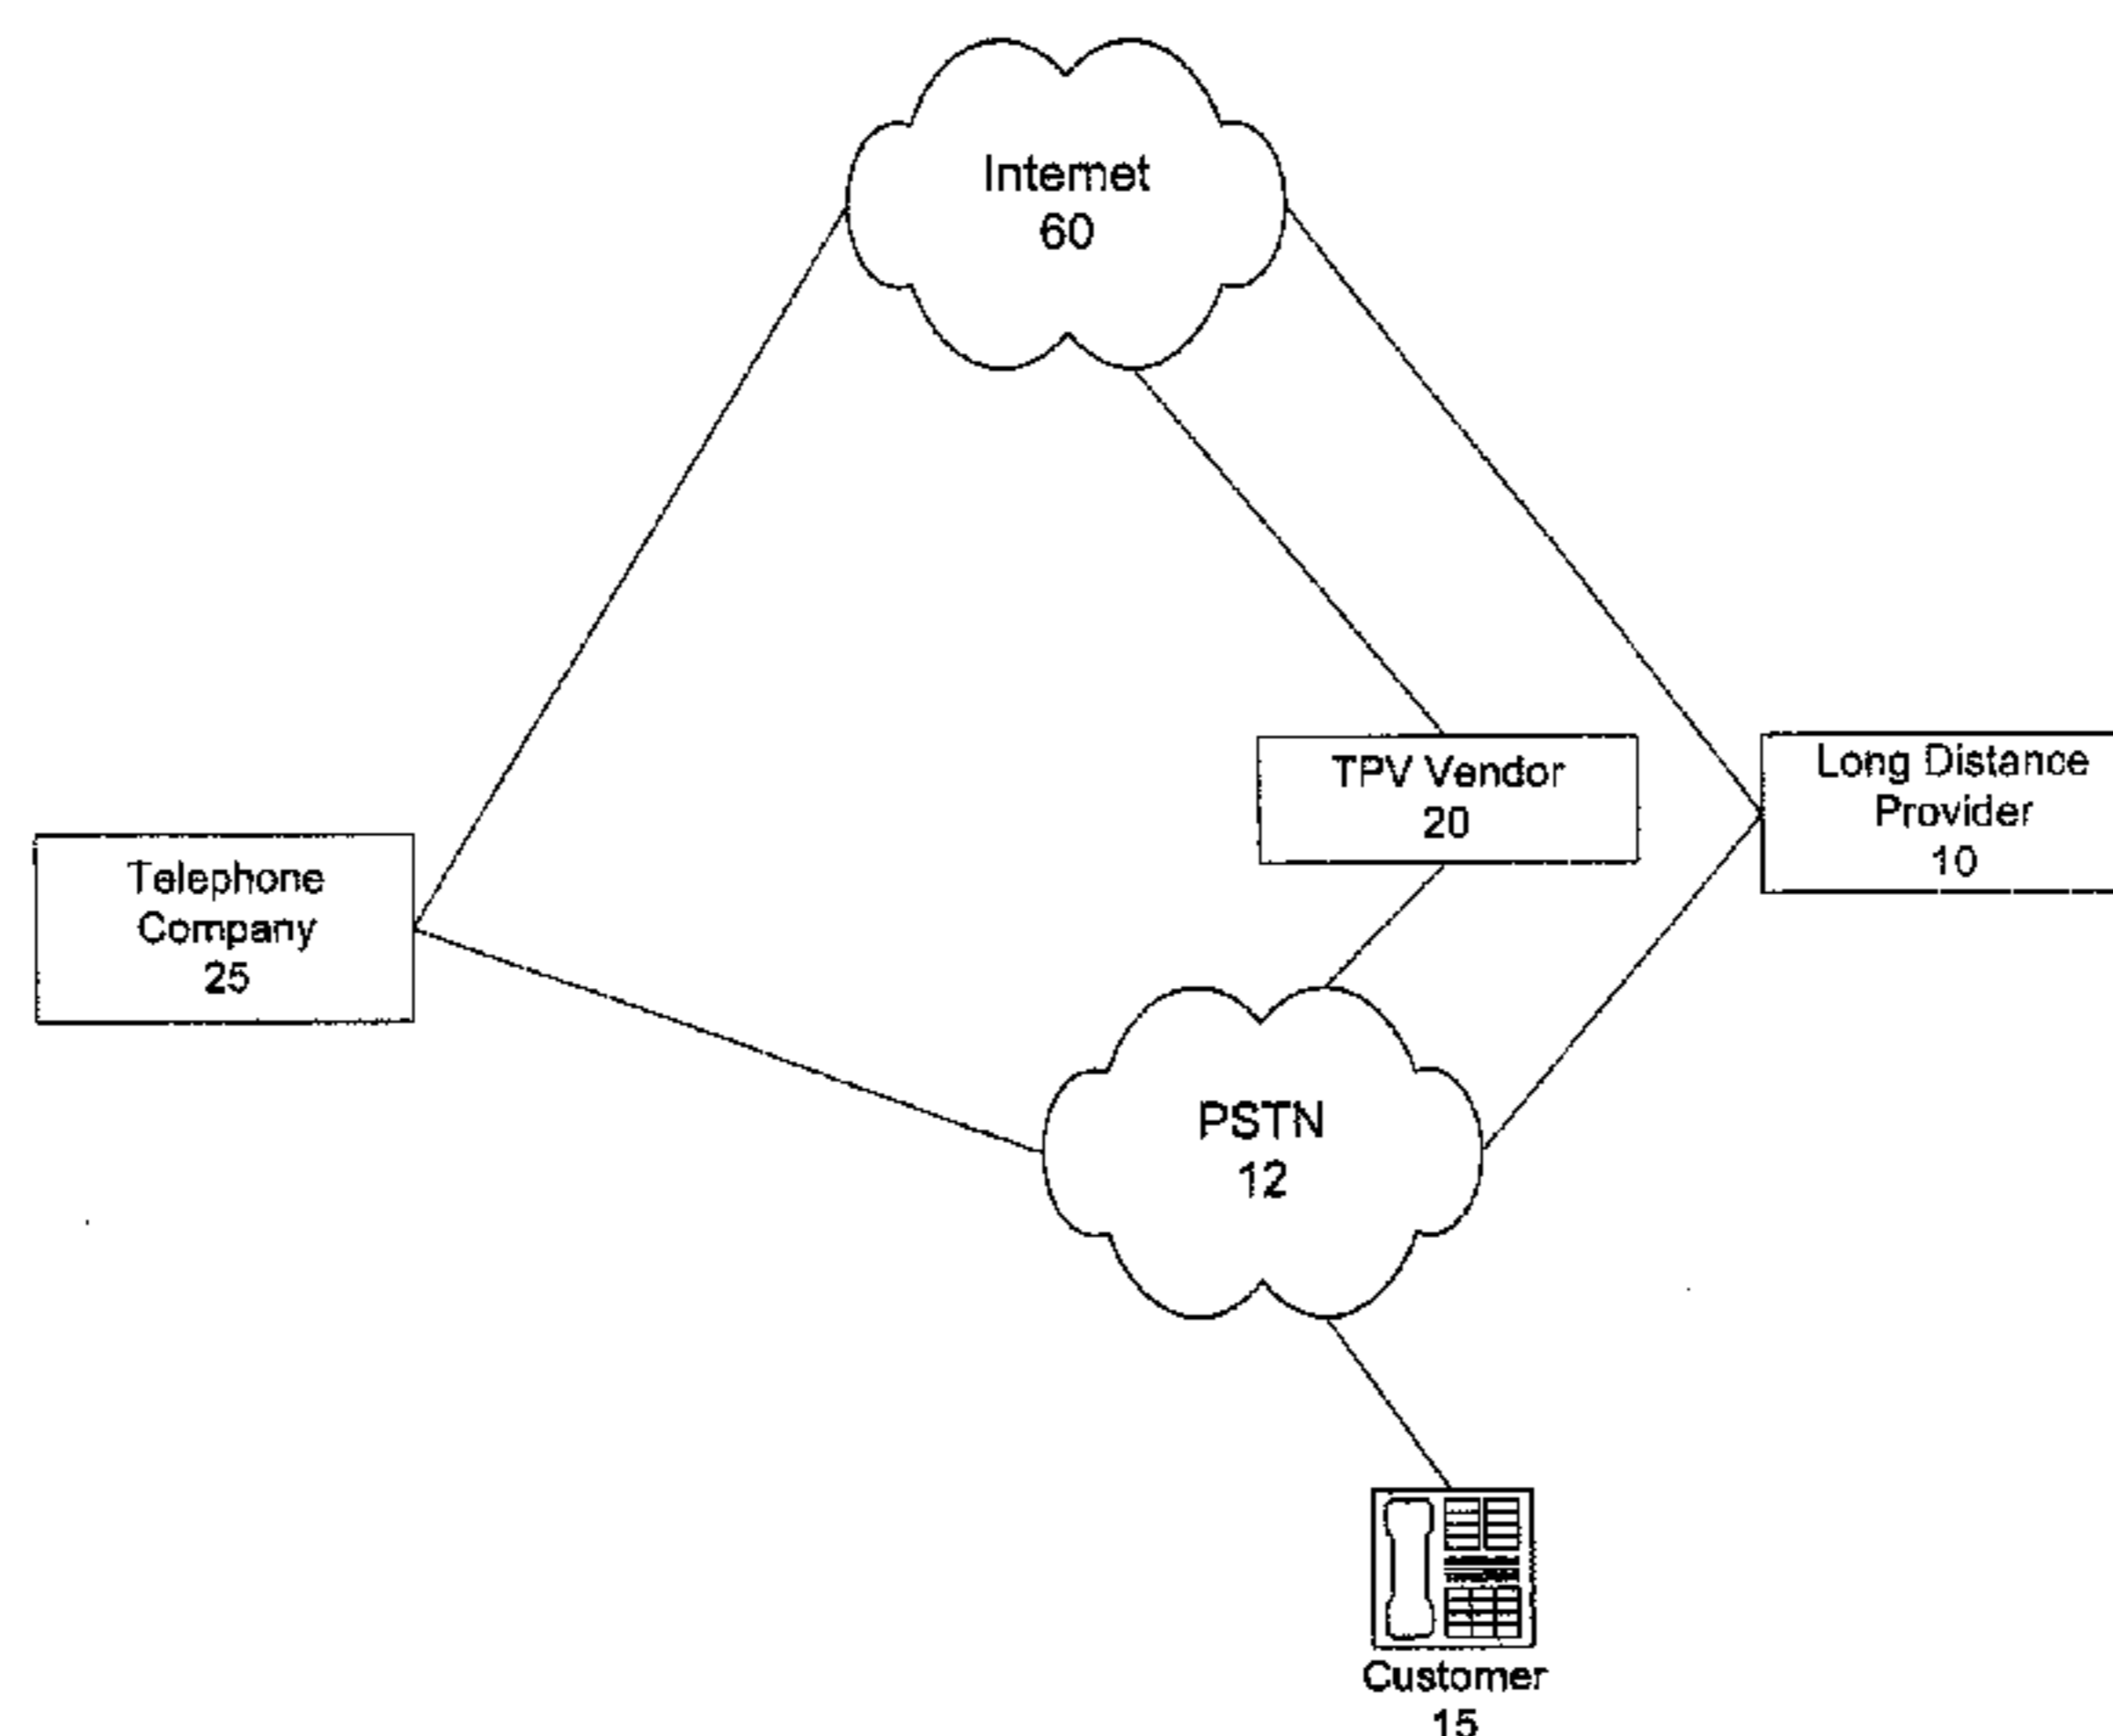 Internet
60
TPV Vendor
20
Long Distance
Provider
10
Telephone
Company
25
PSTN
12
Customer
15